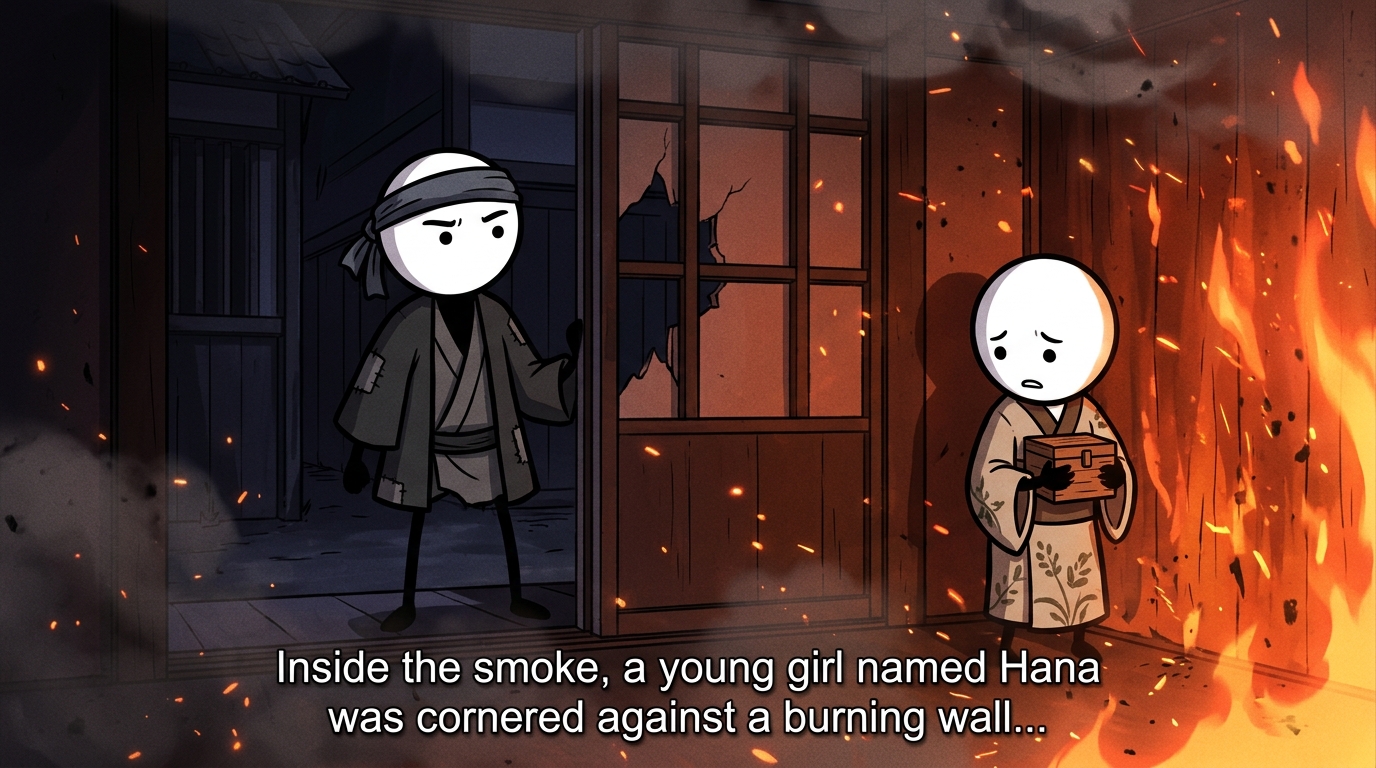 Inside the smoke, a young girl named Hana
was cornered against a burning wall...